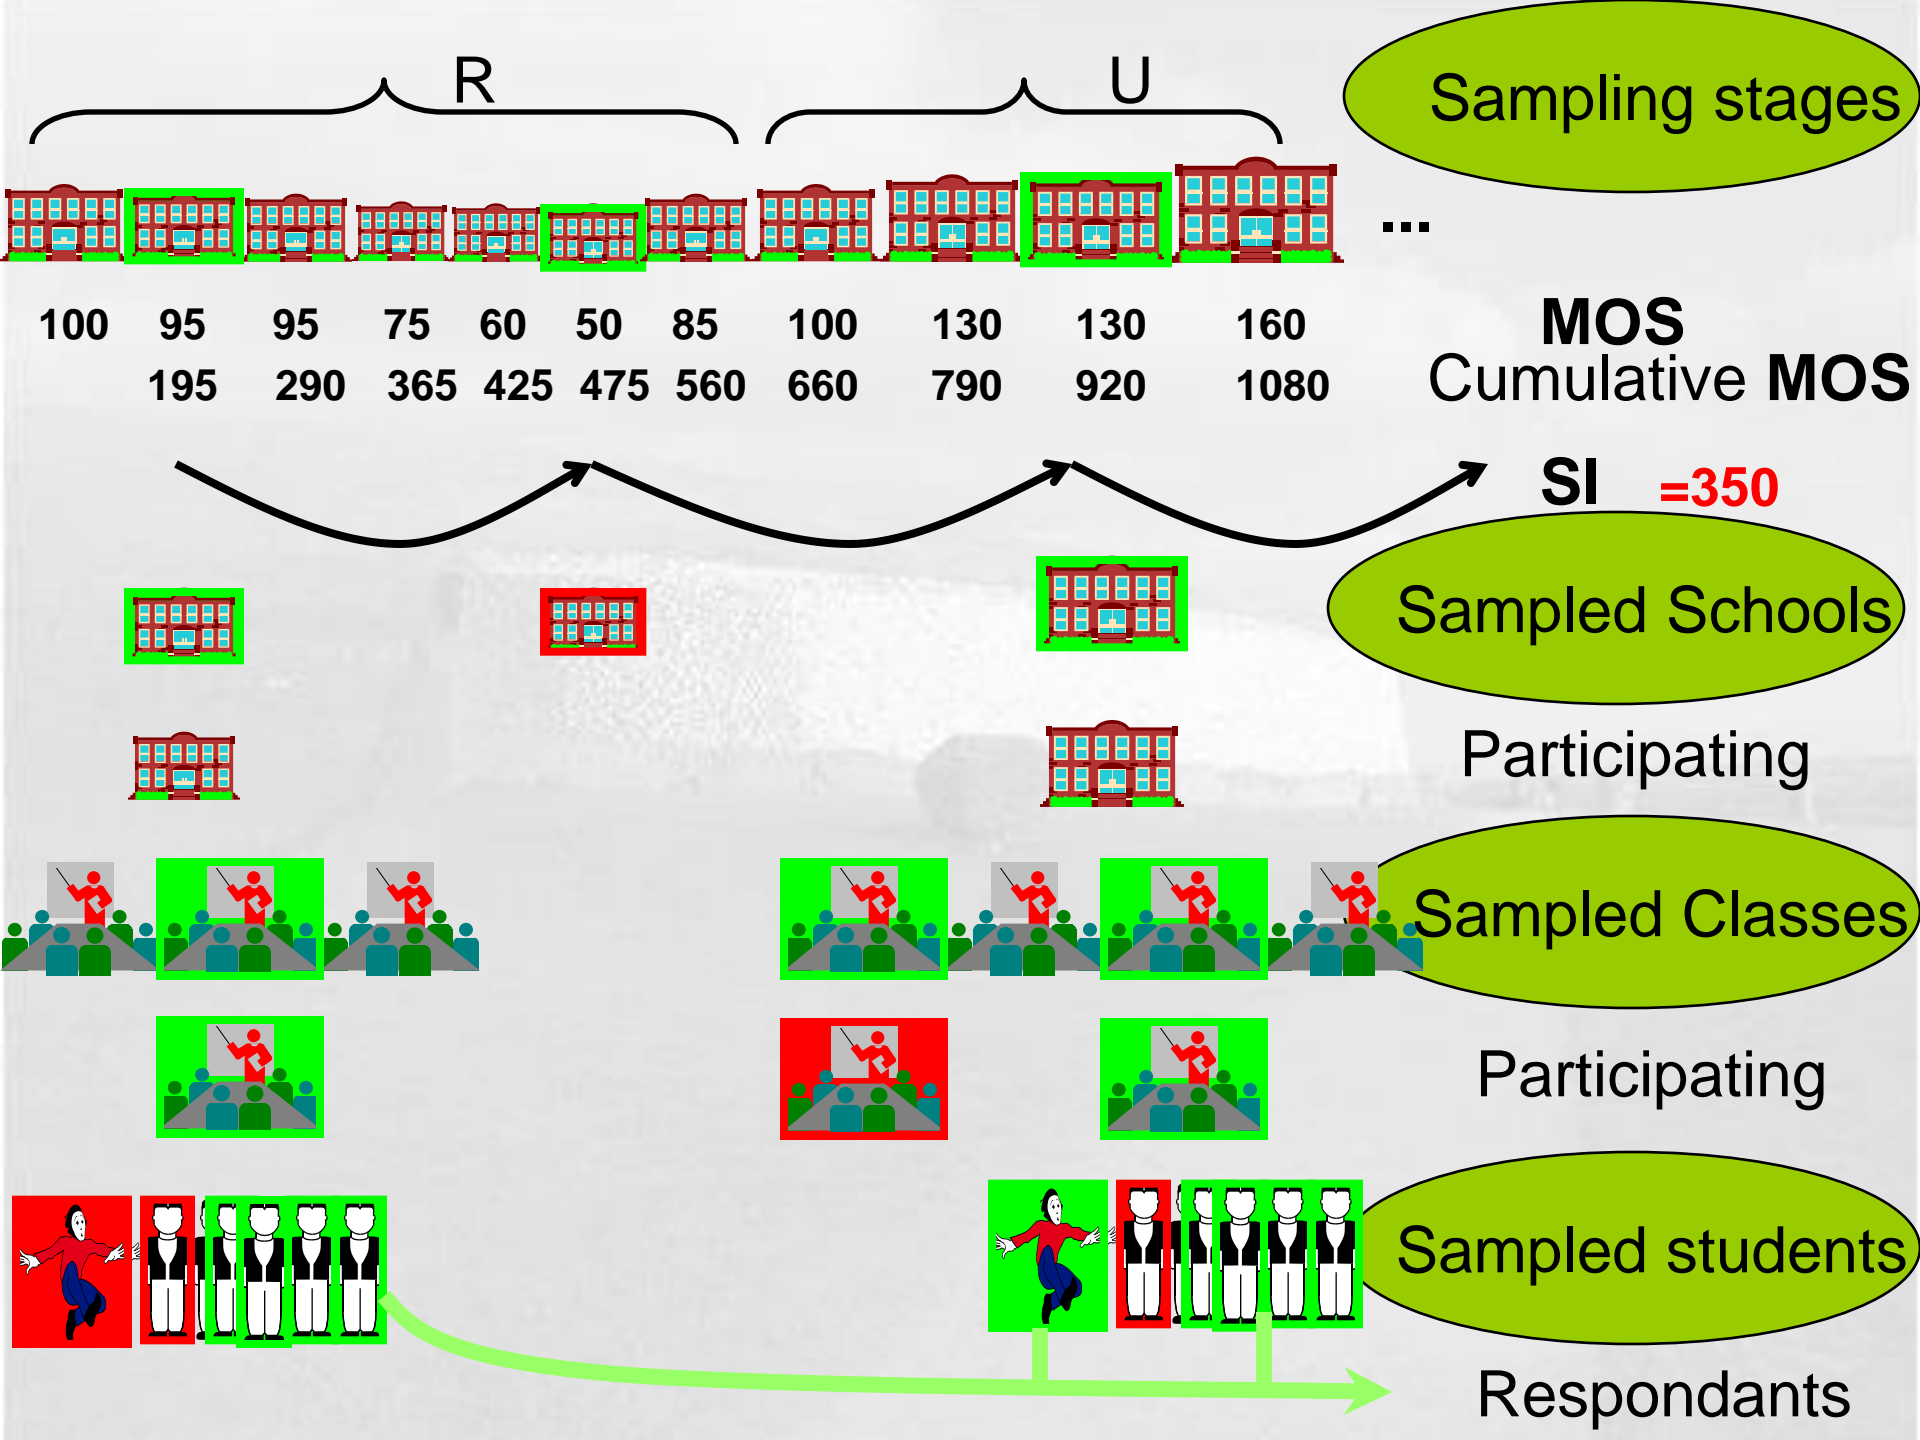 R U
Sampling stages
...
100 95 95 75 60 50 85 100 130 130 160 MOS
195 290 365 425 475 560 660 790 920 1080 Cumulative MOS
SI =350
Sampled Schools
Participating
Sampled Classes
Participating
Sampled students
Respondants